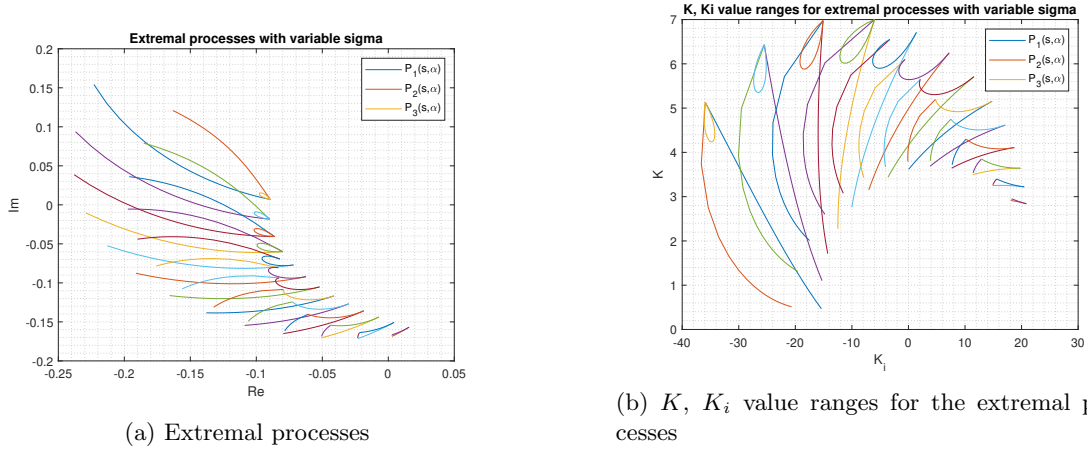 Extremal processes with variable sigma
0.2
0.15
0.1
0.05
0
-0.05
-0.1
-0.15
-0.2
Im
-0.25 -0.2 -0.15 -0.1 -0.05 0 0.05
Re
P1(s,α)
P2(s,α)
P3(s,α)
(a) Extremal processes
K, Ki value ranges for extremal processes with variable sigma
7
6
5
4
3
2
1
0
K
-40 -30 -20 -10 0 10 20 30
Ki
P1(s,α)
P2(s,α)
P3(s,α)
(b) K, Ki value ranges for the extremal p
cesses